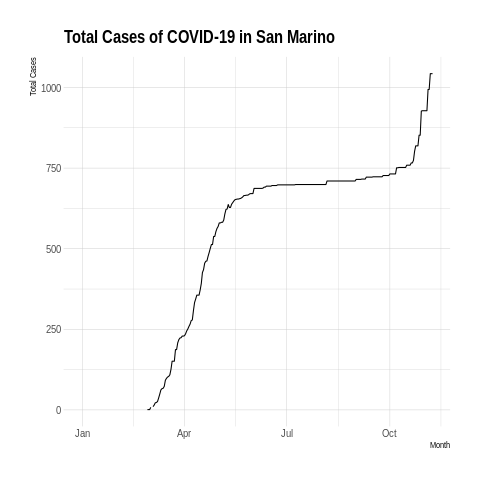 Total Cases of COVID-19 in San Marino
Total Cases
1000
750
500
250
0
Jan Apr Jul Oct
Month